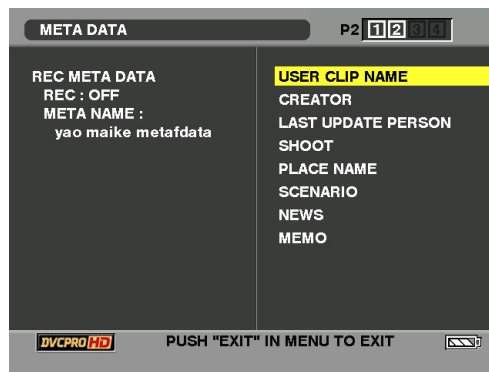 META DATA
P2 1 2 3 4
REC META DATA
REC : OFF
META NAME :
yao maike metafdata
USER CLIP NAME
CREATOR
LAST UPDATE PERSON
SHOOT
PLACE NAME
SCENARIO
NEWS
MEMO
DVCPRO HD
PUSH "EXIT" IN MENU TO EXIT